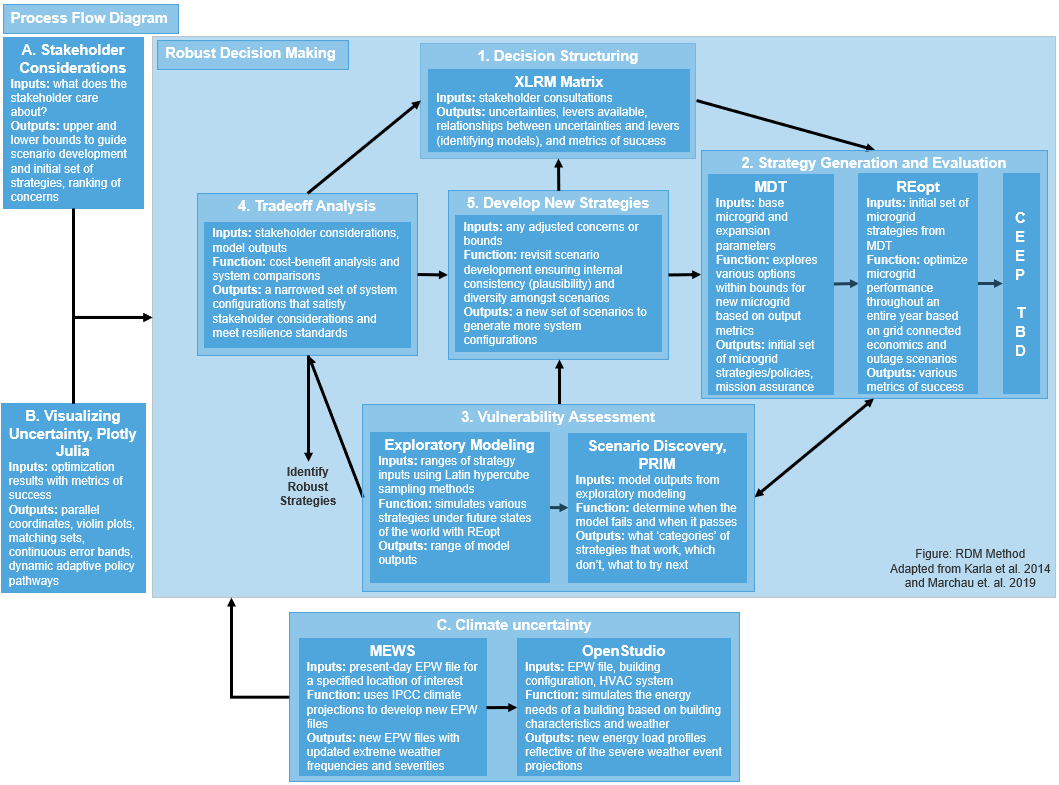 Process Flow Diagram
A. Stakeholder
Considerations
Inputs: what does the
stakeholder care
about?
Outputs: upper and
lower bounds to guide
scenario development
and initial set of
strategies, ranking of
concerns
B. Visualizing
Uncertainty, Plotly
Julia
Inputs: optimization
results with metrics of
success
Outputs: parallel
coordinates, violin plots,
matching sets,
continuous error bands,
dynamic adaptive policy
pathways
Robust Decision Making
1. Decision Structuring
XLRM Matrix
Inputs: stakeholder consultations
Outputs: uncertainties, levers available,
relationships between uncertainties and levers
(identifying models), and metrics of success
2. Strategy Generation and Evaluation
MDT
Inputs: base
microgrid and
expansion
parameters
Function: explores
various options
within bounds for
new microgrid
based on output
metrics
Outputs: initial set
of microgrid
strategies/policies,
mission assurance
REopt
Inputs: initial set of
microgrid
strategies from
MDT
Function: optimize
microgrid
performance
throughout an
entire year based
on grid connected
economics and
outage scenarios
Outputs: various
metrics of success
C
E
E
P
T
B
D
4. Tradeoff Analysis
Inputs: stakeholder considerations,
model outputs
Function: cost-benefit analysis and
system comparisons
Outputs: a narrowed set of system
configurations that satisfy
stakeholder considerations and
meet resilience standards
5. Develop New Strategies
Inputs: any adjusted concerns or
bounds
Function: revisit scenario
development ensuring internal
consistency (plausibility) and
diversity amongst scenarios
Outputs: a new set of scenarios to
generate more system
configurations
Identify
Robust
Strategies
3. Vulnerability Assessment
Exploratory Modeling
Inputs: ranges of strategy
inputs using Latin hypercube
sampling methods
Function: simulates various
strategies under future states
of the world with REopt
Outputs: range of model
outputs
Scenario Discovery,
PRIM
Inputs: model outputs from
exploratory modeling
Function: determine when the
model fails and when it passes
Outputs: what ‘categories’ of
strategies that work, which
don’t, what to try next
Figure: RDM Method
Adapted from Karla et al. 2014
and Marchau et. al. 2019
C. Climate uncertainty
MEWS
Inputs: present-day EPW file for
a specified location of interest
Function: uses IPCC climate
projections to develop new EPW
files
Outputs: new EPW files with
updated extreme weather
frequencies and severities
OpenStudio
Inputs: EPW file, building
configuration, HVAC system
Function: simulates the energy
needs of a building based on building
characteristics and weather
Outputs: new energy load profiles
reflective of the severe weather event
projections